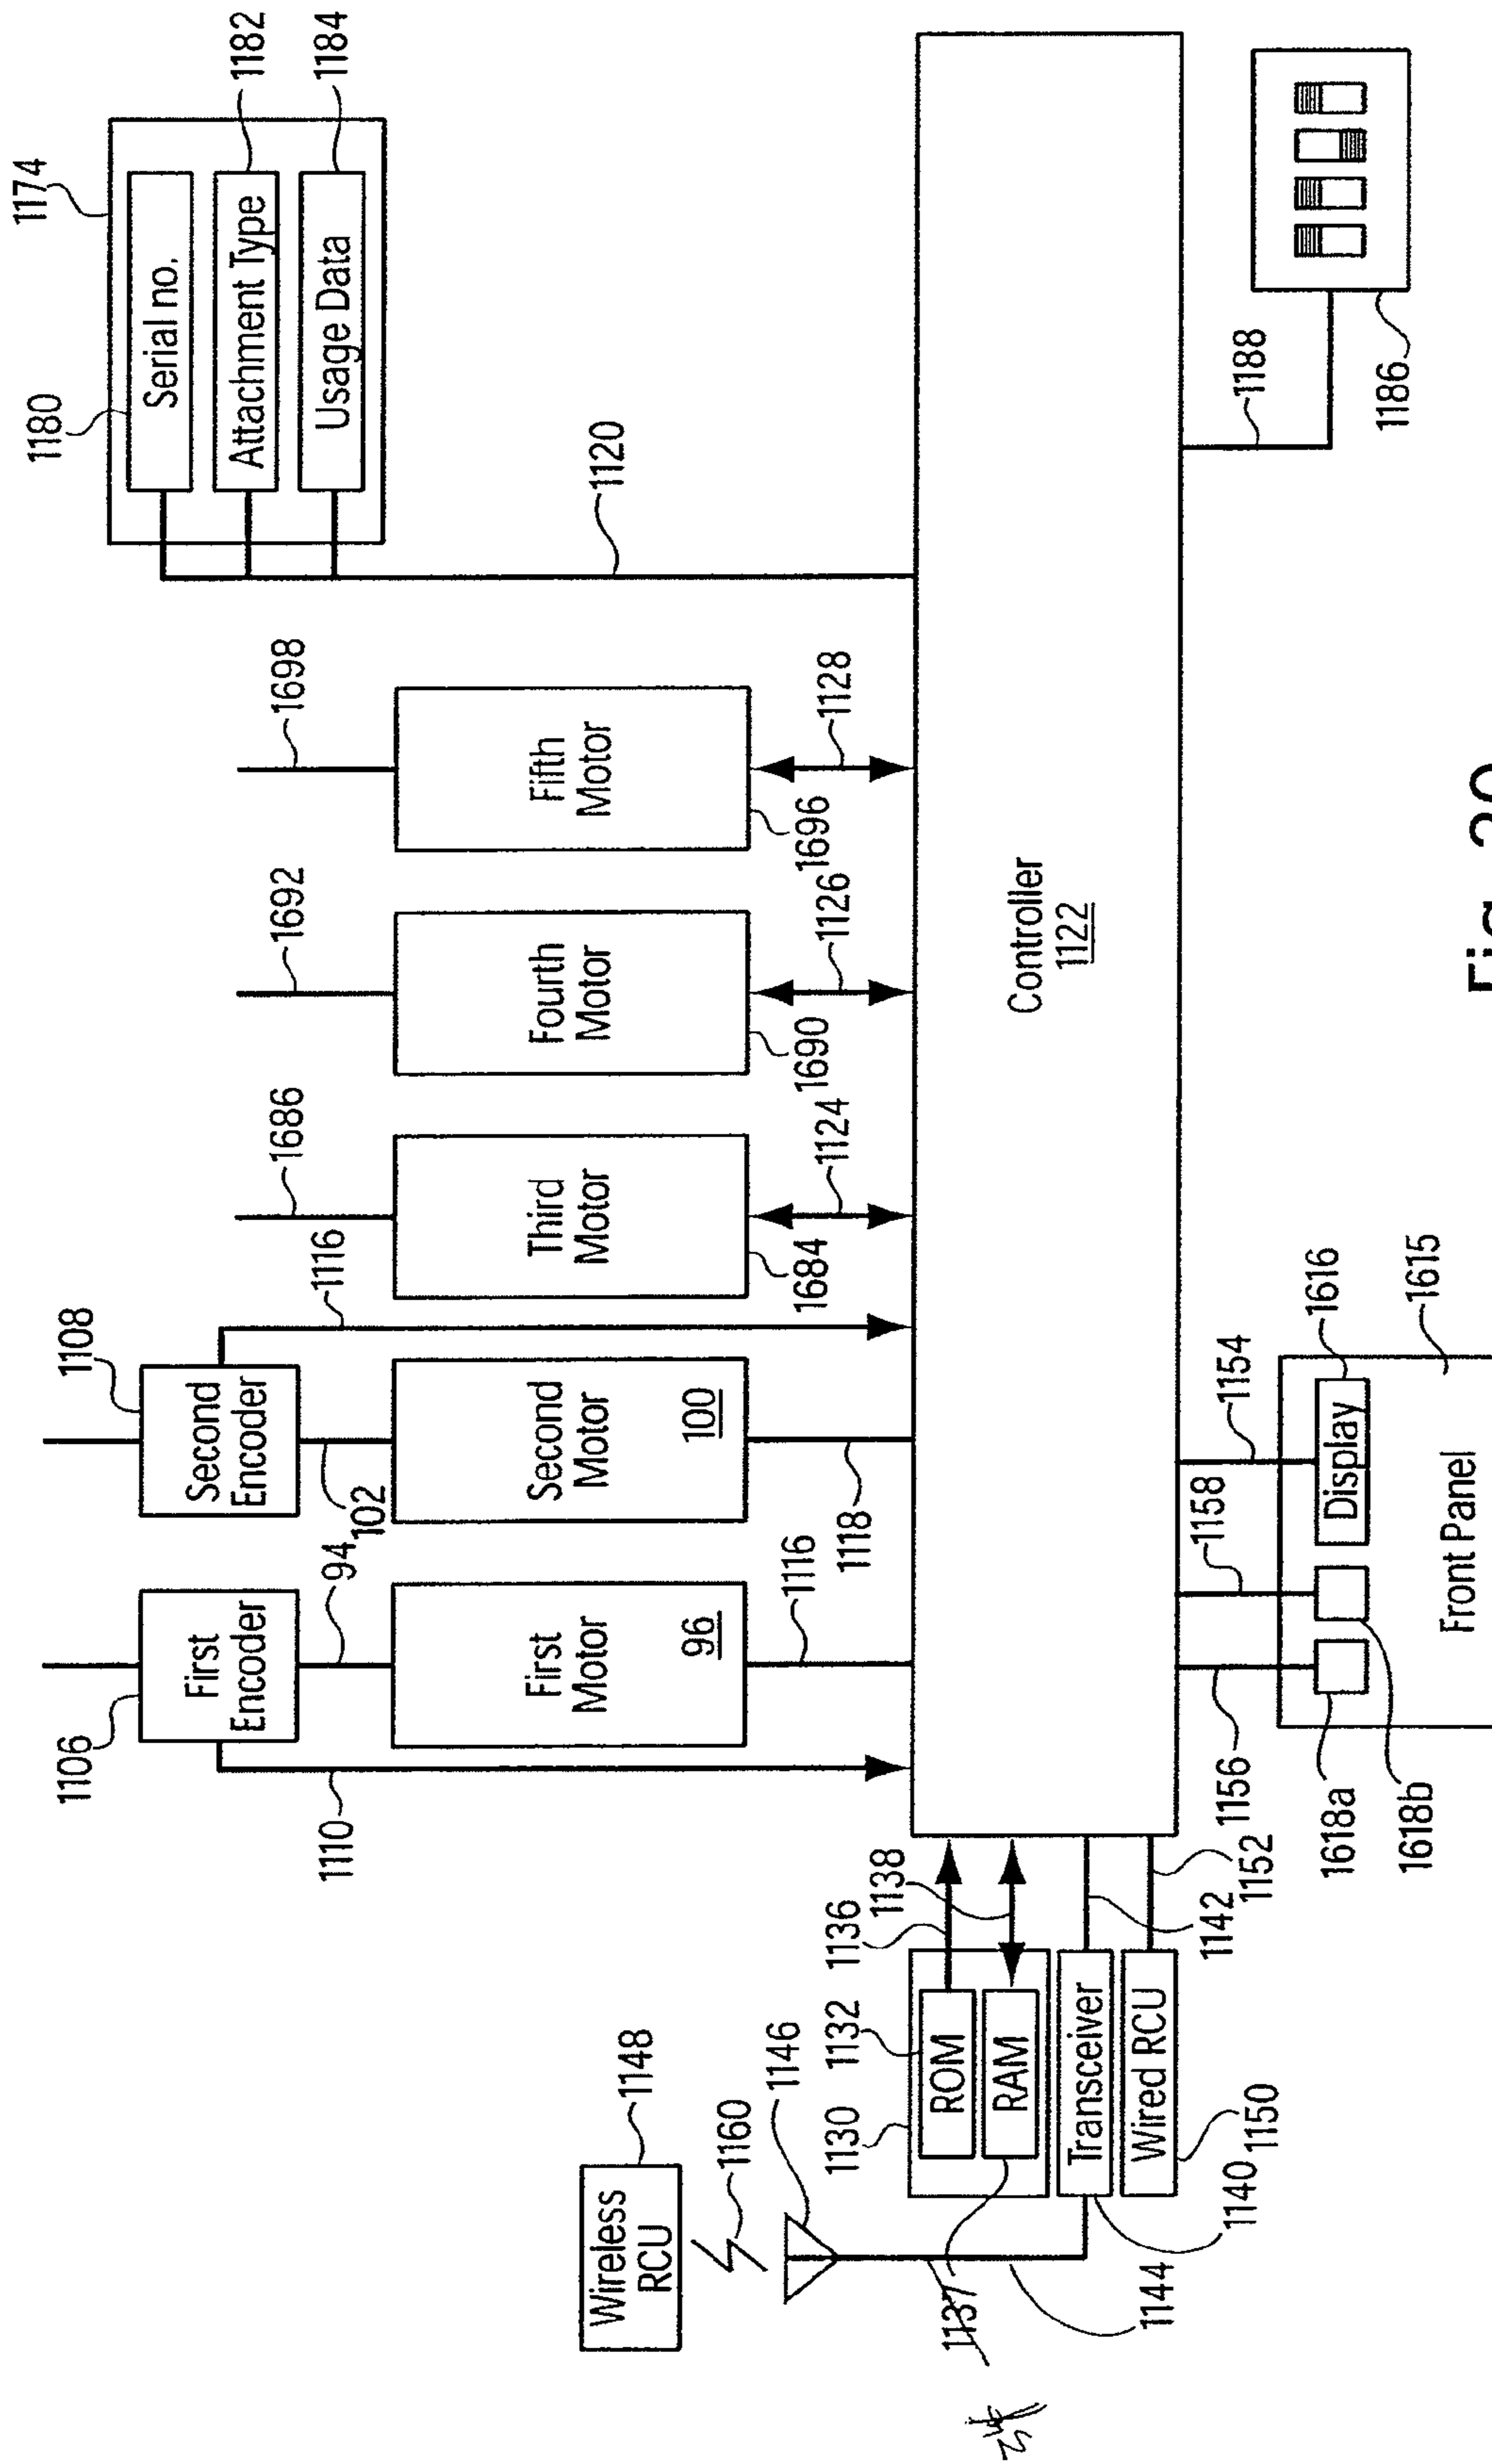 1174
1180
Serial no.
1182
Attachment Type
1184
Usage Data
1120
1698
Fifth
Motor
1696
1128
1692
Fourth
Motor
1690
1126
1686
Third
Motor
1684
1124
1108
Second
Encoder
1116
102
Second
Motor
100
1118
1106
First
Encoder
1110
94
First
Motor
96
1116
Controller
1122
Wireless
RCU
1148
1160
1146
1130
1132
ROM
1136
RAM
1138
1137
Transceiver
1142
1140
1144
Wired RCU
1152
1150
1156
1158
1154
1618a
1618b
Display
1616
Front Panel
1615
1188
1186